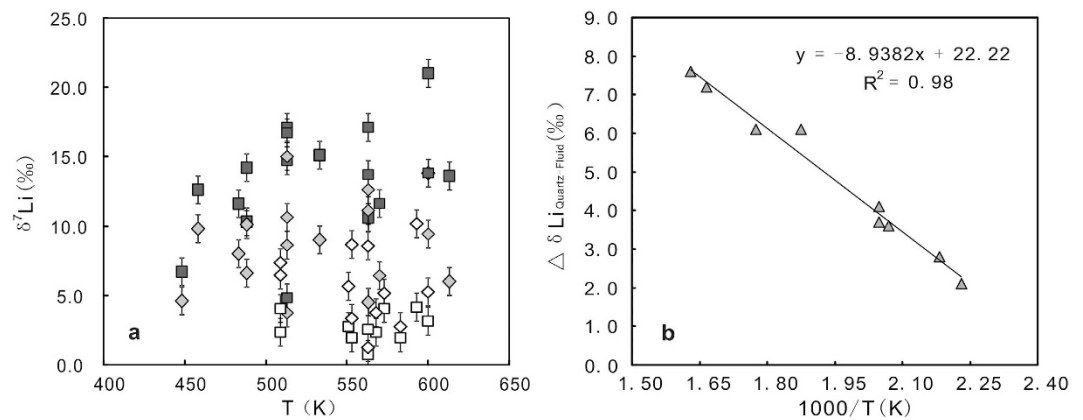 25.0
20.0
15.0
10.0
5.0
0.0
δ⁷Li(‰)
a
400 450 500 550 600 650
T (K)
9.0
8.0
7.0
6.0
5.0
4.0
3.0
2.0
1.0
0.0
△ δ Li Quartz-Fluid (‰)
y = -8.9382x + 22.22
R² = 0.98
b
1.50 1.65 1.80 1.95 2.10 2.25 2.40
1000/T(K)